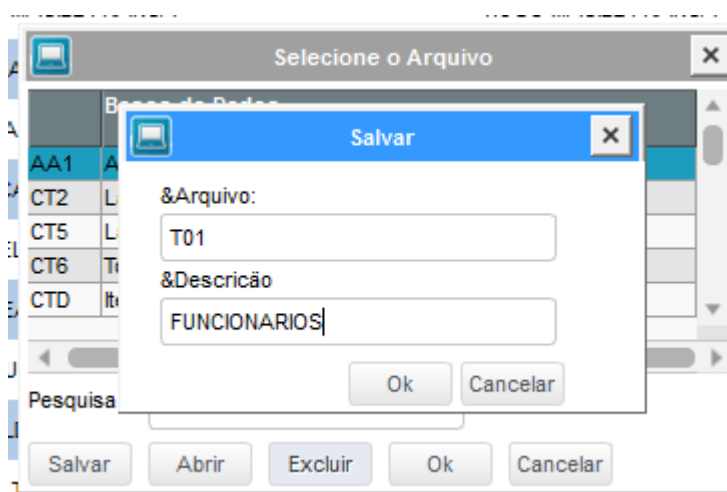 Selecione o Arquivo
Salvar
AA1
CT2
CT5
CT6
CTD
&Arquivo:
T01
&Descricäo
FUNCIONARIOS
Ok Cancelar
Pesquisa
Salvar Abrir Excluir Ok Cancelar